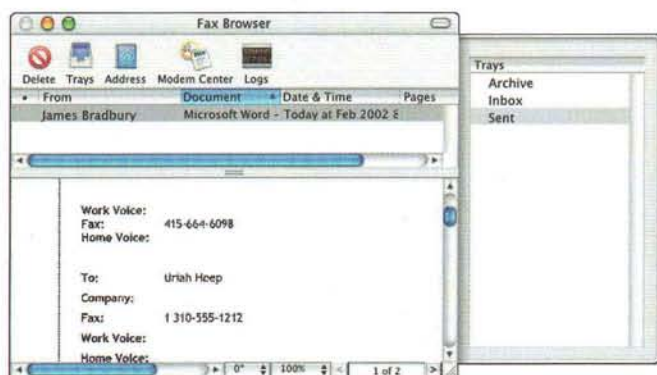 Fax Browser
Delete Trays Address Modem Center Logs
• From Document Date & Time Pages
James Bradbury Microsoft Word - Today at Feb 2002 8
Work Voice:
Fax: 415-664-6098
Home Voice:
To: Uriah Heep
Company:
Fax: 1 310-555-1212
Work Voice:
Home Voice:
0° 100% 1 of 2
Trays
Archive
Inbox
Sent